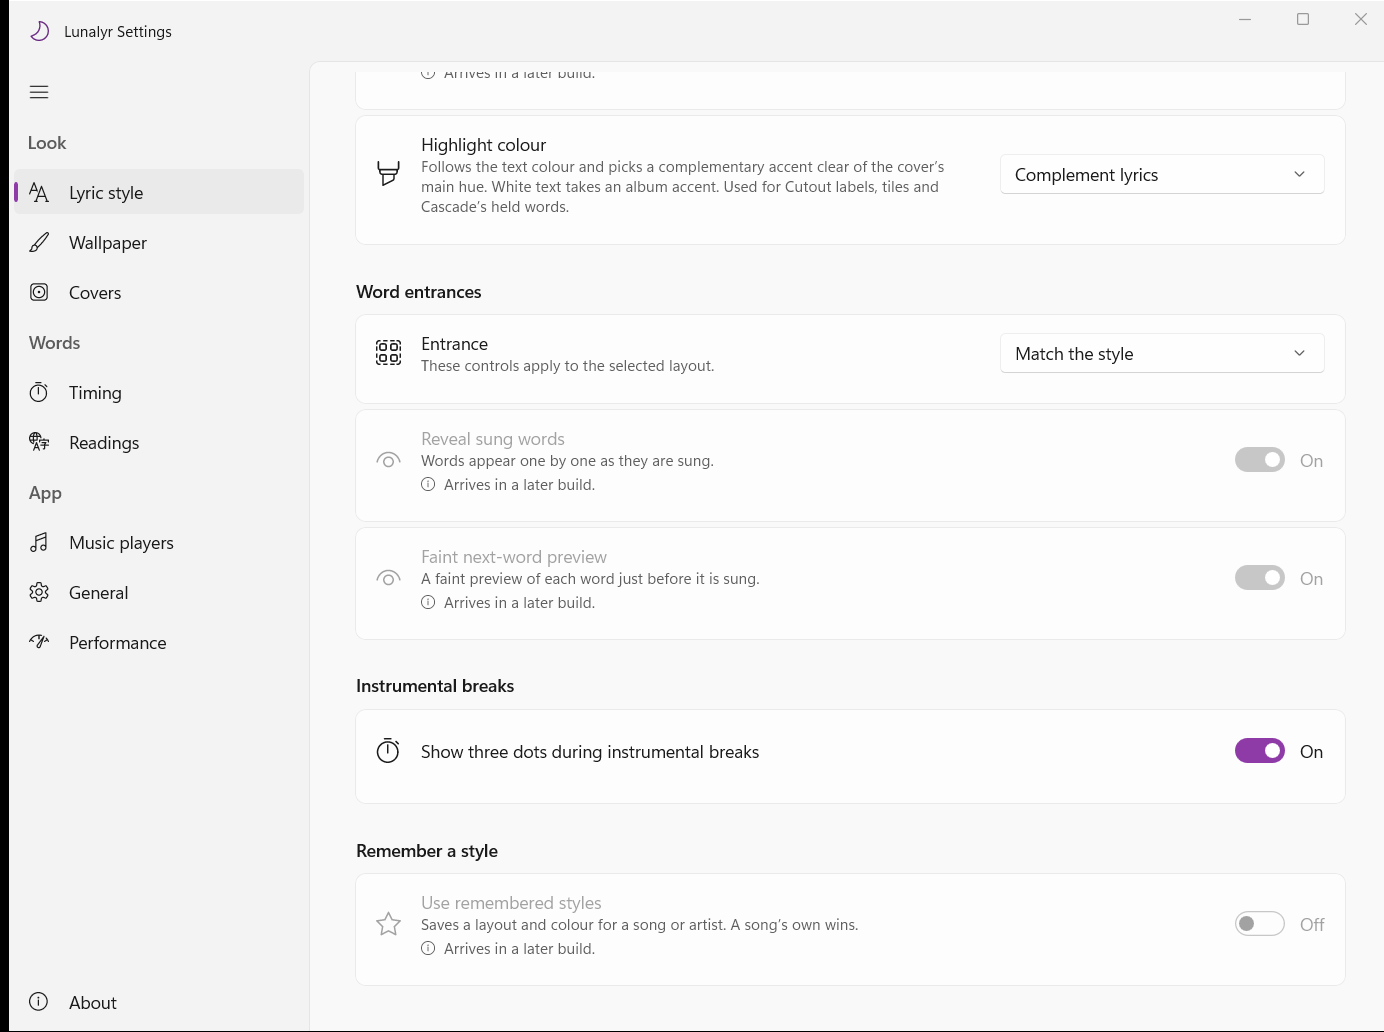 Lunalyr Settings
Look
Lyric style
Wallpaper
Covers
Words
Timing
Readings
App
Music players
General
Performance
About
Arrives in a later build.
Highlight colour
Follows the text colour and picks a complementary accent clear of the cover’s
main hue. White text takes an album accent. Used for Cutout labels, tiles and
Cascade’s held words.
Complement lyrics
Word entrances
Entrance
These controls apply to the selected layout.
Match the style
Reveal sung words
Words appear one by one as they are sung.
Arrives in a later build.
On
Faint next-word preview
A faint preview of each word just before it is sung.
Arrives in a later build.
On
Instrumental breaks
Show three dots during instrumental breaks
On
Remember a style
Use remembered styles
Saves a layout and colour for a song or artist. A song’s own wins.
Arrives in a later build.
Off